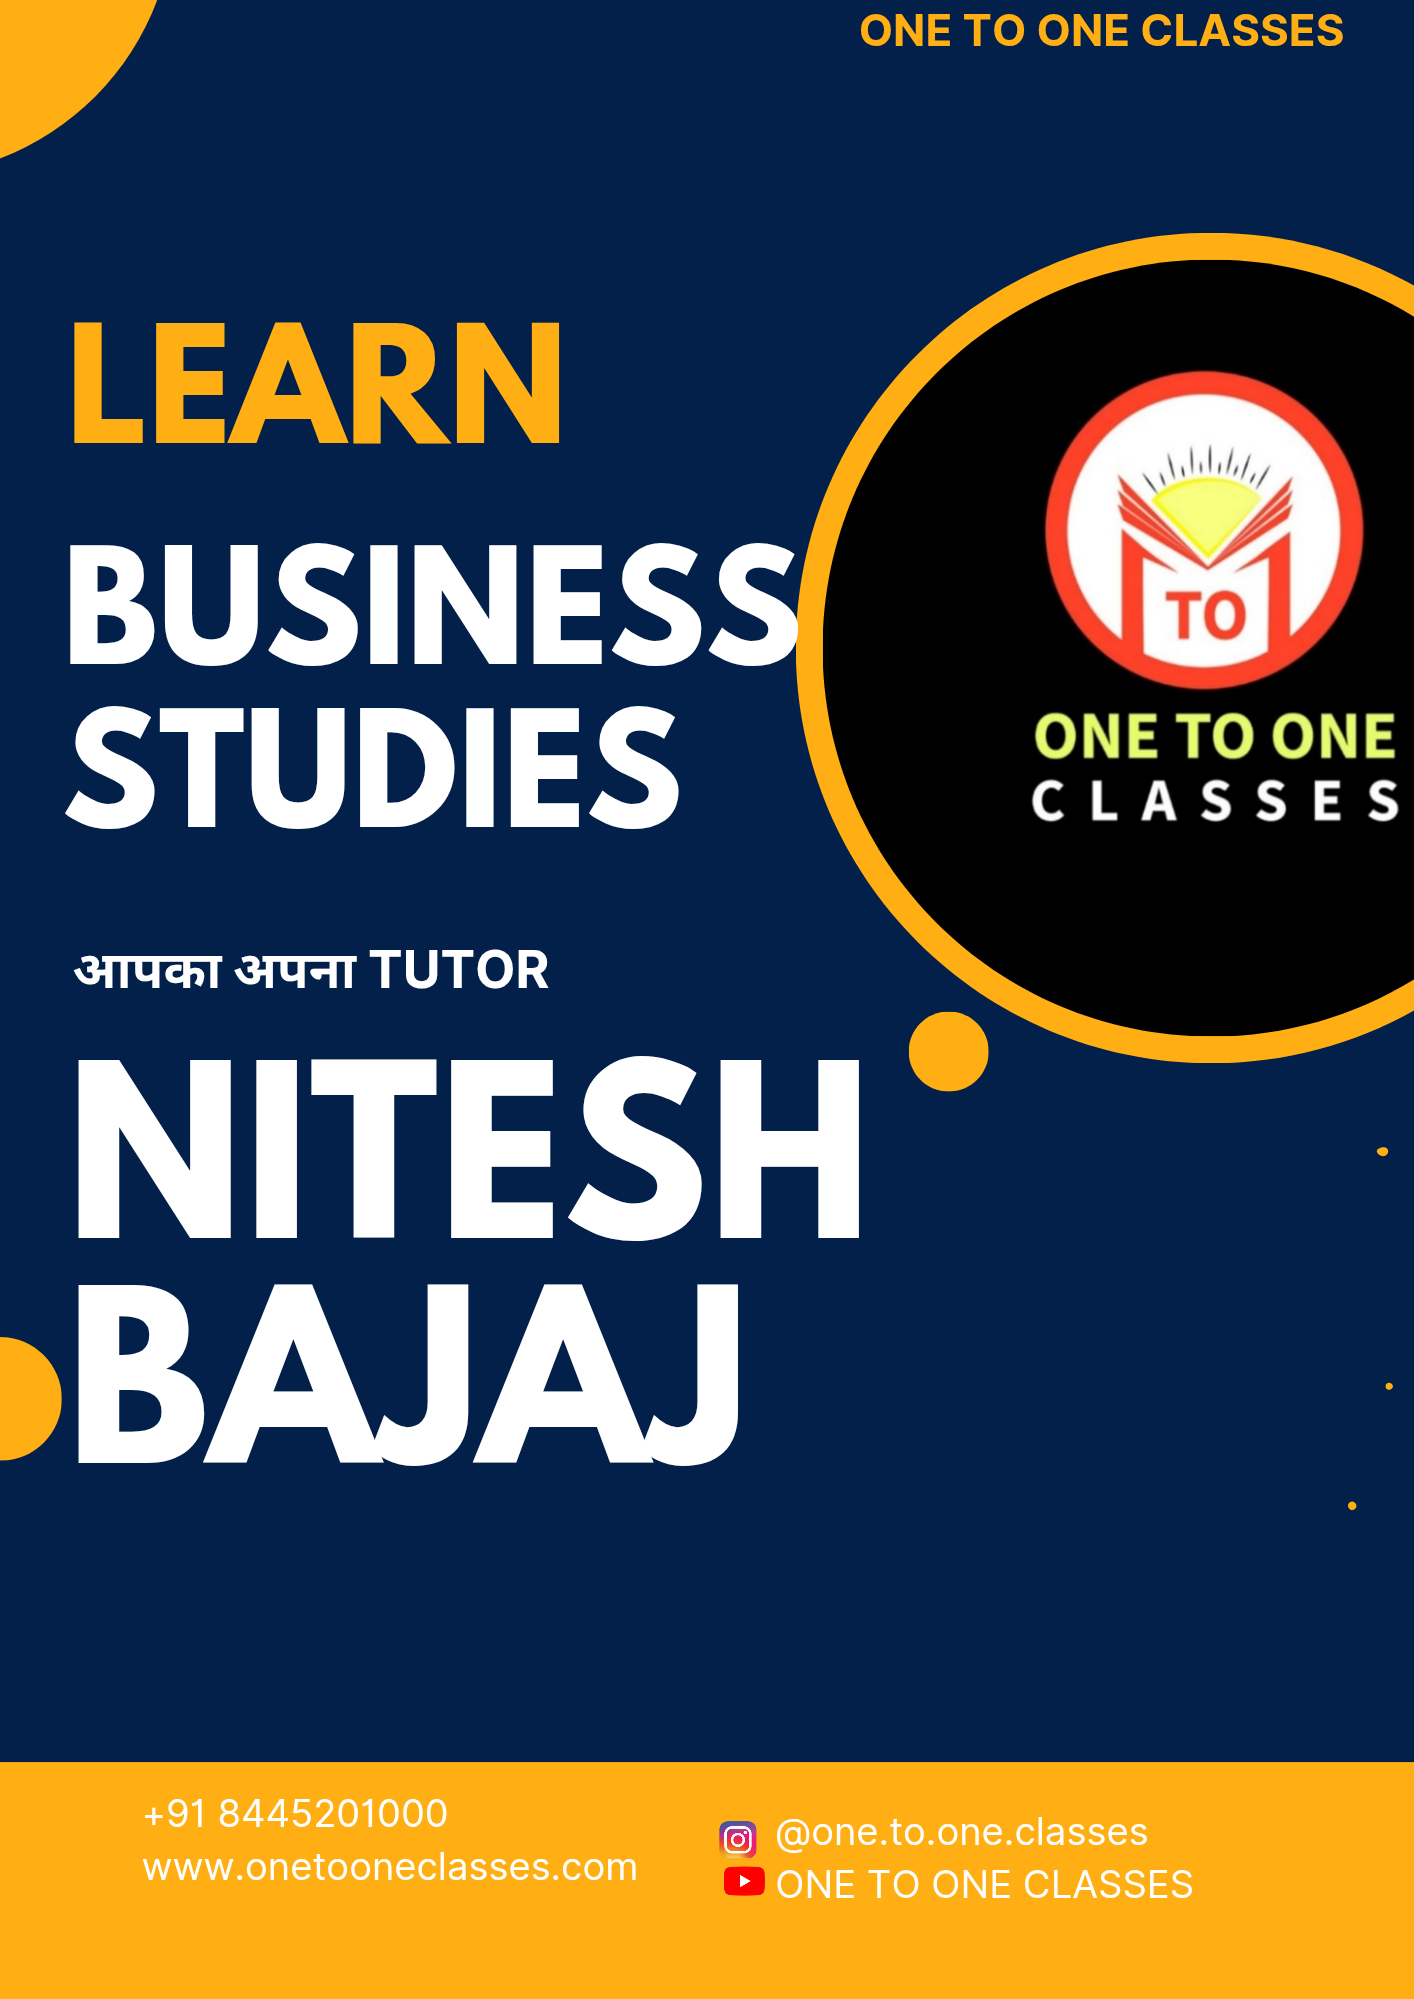 ONE TO ONE CLASSES
LEARN
BUSINESS
STUDIES
TO
ONE TO ONE
CLASSES
आपका अपना TUTOR
NITESH
BAJAJ
+91 8445201000
www.onetooneclasses.com
@one.to.one.classes
ONE TO ONE CLASSES